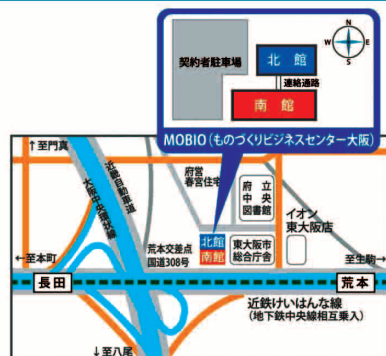 N
W E
S
契約者駐車場
北 館
連絡通路
南 館
MOBIO(ものづくりビジネスセンター大阪)
↑至門真
近畿自動車道
大阪中央環状線
府営
春宮住宅
府立
中央
図書館
イオン
東大阪店
荒本交差点
国道308号
北館
南館
東大阪市
総合庁舎
←至本町
至生駒→
長田
荒本
近鉄けいはんな線
(地下鉄中央線相互乗入)
↓至八尾